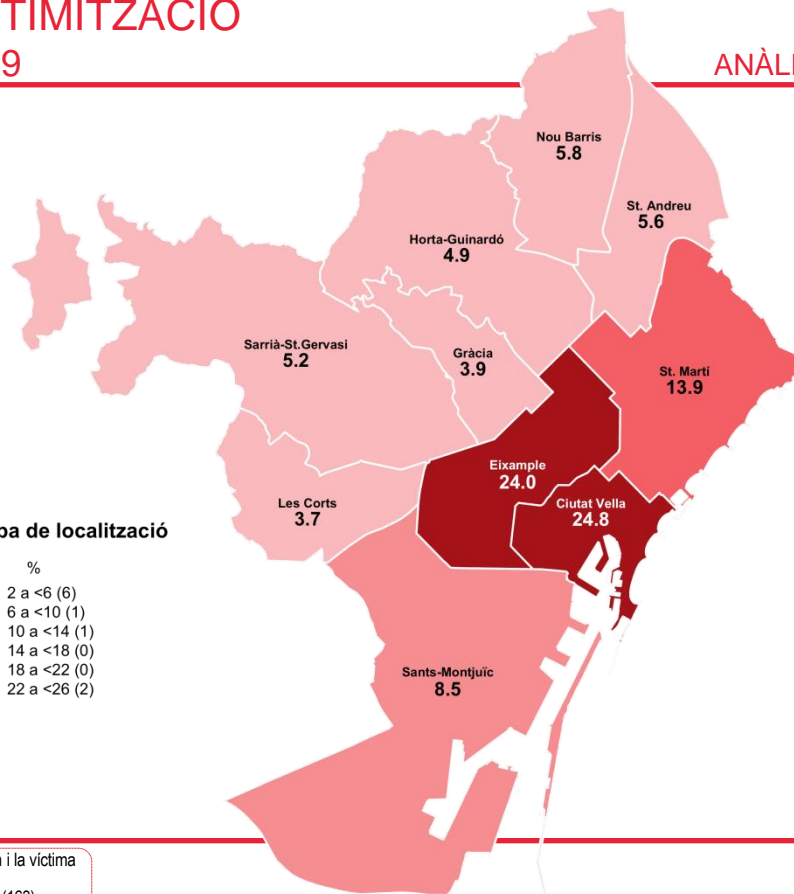 TIMITZACIÓ
9
ANÀLI
Nou Barris
5.8
St. Andreu
5.6
Horta-Guinardó
4.9
Sarrià-St.Gervasi
5.2
Gràcia
3.9
St. Martí
13.9
Eixample
24.0
Ciutat Vella
24.8
Les Corts
3.7
pa de localització
%
2 a <6 (6)
6 a <10 (1)
10 a <14 (1)
14 a <18 (0)
18 a <22 (0)
22 a <26 (2)
Sants-Montjuïc
8.5
i la víctima